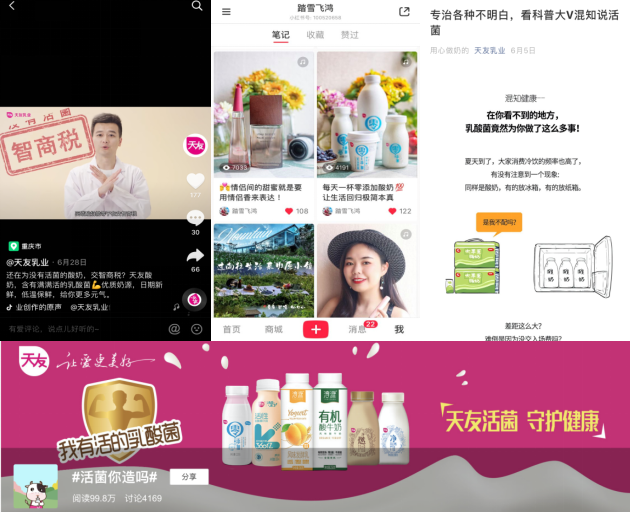 天友乳业
没有活菌
智商税
天友
177
30
66
重庆市
@天友乳业 · 6月28日
还在为没有活菌的酸奶，交智商税？天友酸
奶，含有满满活的乳酸菌💪优质奶源，日期新
鲜，低温保鲜，给你更多元气。
业创作的原声 @天友乳业
有爱评论，说点儿好听的~
踏雪飞鸿
笔记 收藏 赞过
7033
🌺情侣间的甜蜜就是要
用情侣香来表达！
踏雪飞鸿 108
4191
每天一杯零添加酸奶💯
让生活回归极简本真
踏雪飞鸿 122
首页 商城 消息 22 我
专治各种不明白，看科普大V混知说活
菌
用心做奶的 天友乳业 6月5日
混知健康
在你看不到的地方，
乳酸菌竟然为你做了这么多事！
夏天到了，大家消费冷饮的频率也高了，
有没有注意到一个现象：
同样是酸奶，有的放冰箱，有的放纸箱。
是我不配吗？
差距这么大？
天友 让爱更美好
我有活的乳酸菌
Yogurt
有机
酸牛奶
天友活菌 守护健康
#活菌你造吗#
分享
阅读99.8万 讨论4169